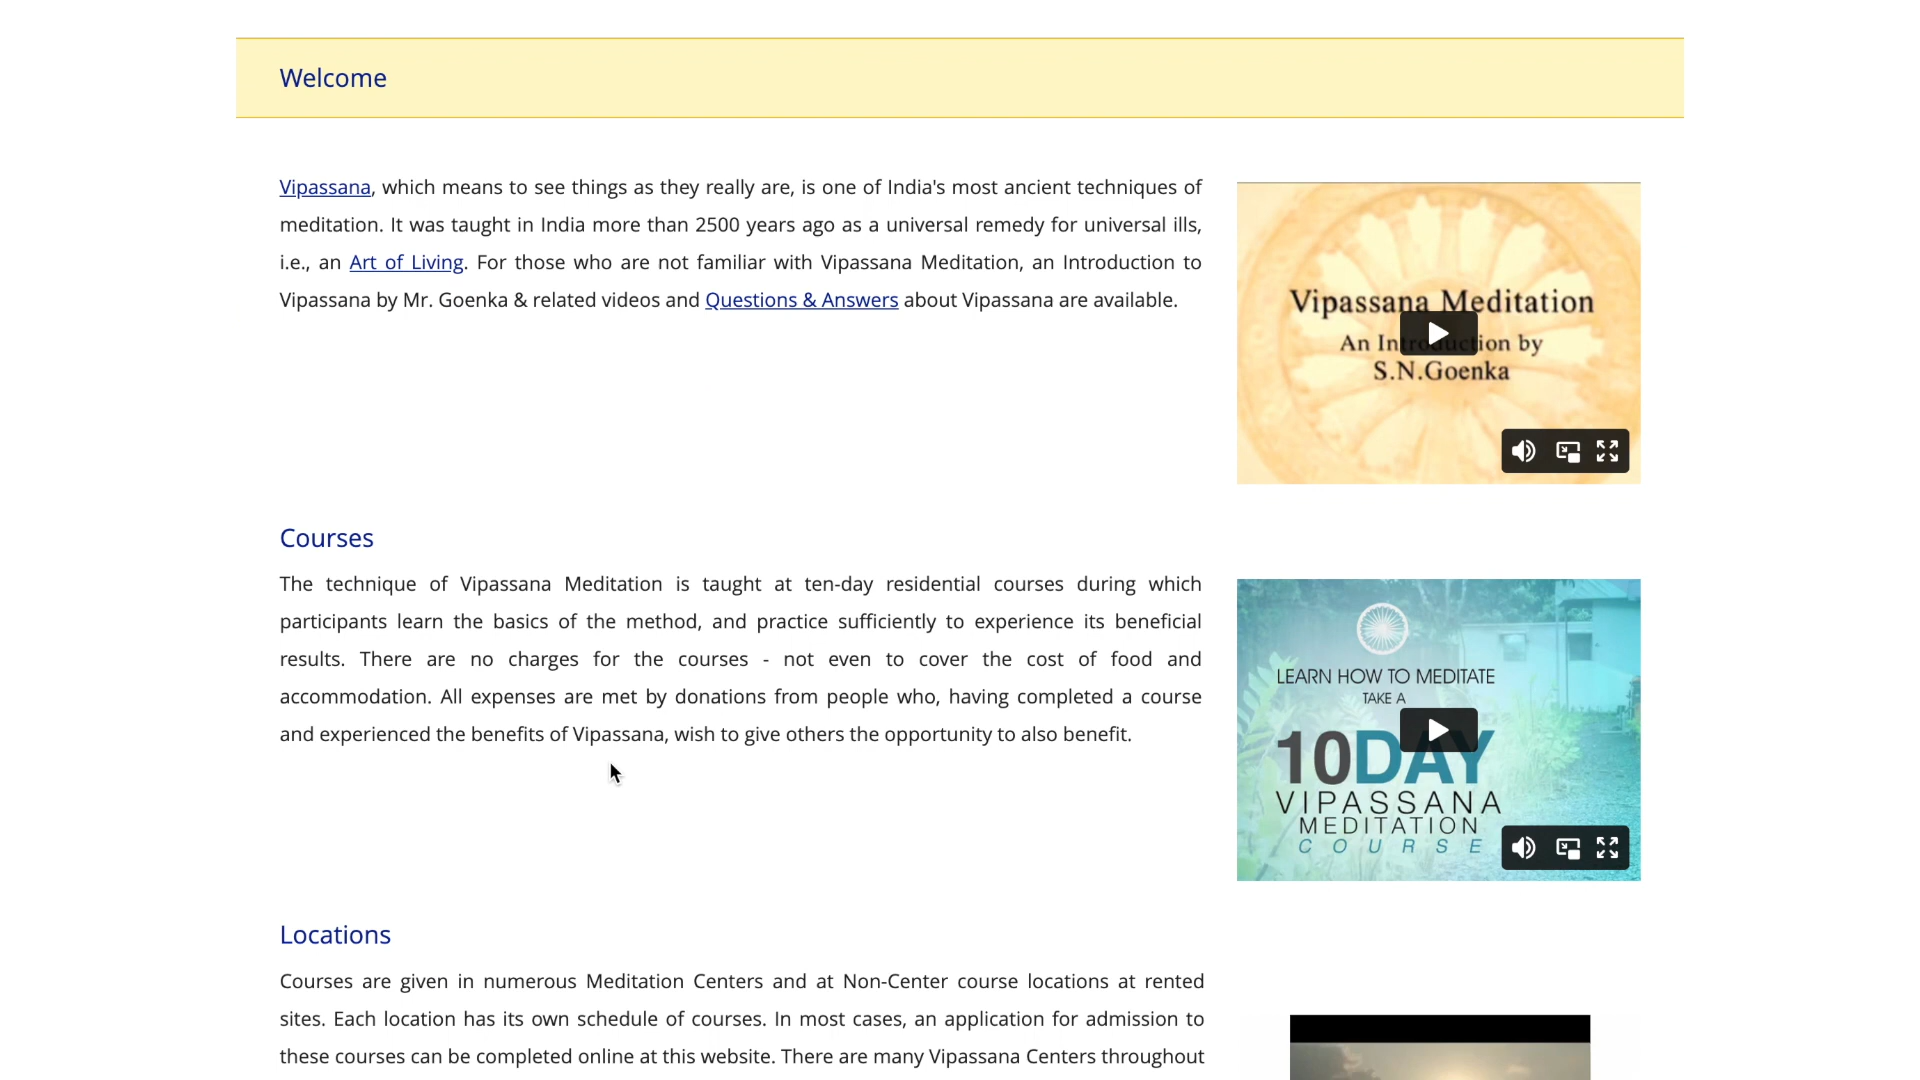 Welcome
Vipassana, which means to see things as they really are, is one of India's most ancient techniques of
meditation. It was taught in India more than 2500 years ago as a universal remedy for universal ills,
i.e., an Art of Living. For those who are not familiar with Vipassana Meditation, an Introduction to
Vipassana by Mr. Goenka & related videos and Questions & Answers about Vipassana are available.
Vipassana Meditation
An Introduction by
S.N.Goenka
Courses
The technique of Vipassana Meditation is taught at ten-day residential courses during which
participants learn the basics of the method, and practice sufficiently to experience its beneficial
results. There are no charges for the courses - not even to cover the cost of food and
accommodation. All expenses are met by donations from people who, having completed a course
and experienced the benefits of Vipassana, wish to give others the opportunity to also benefit.
LEARN HOW TO MEDITATE
TAKE A
10DAY
VIPASSANA
MEDITATION
COURSE
Locations
Courses are given in numerous Meditation Centers and at Non-Center course locations at rented
sites. Each location has its own schedule of courses. In most cases, an application for admission to
these courses can be completed online at this website. There are many Vipassana Centers throughout